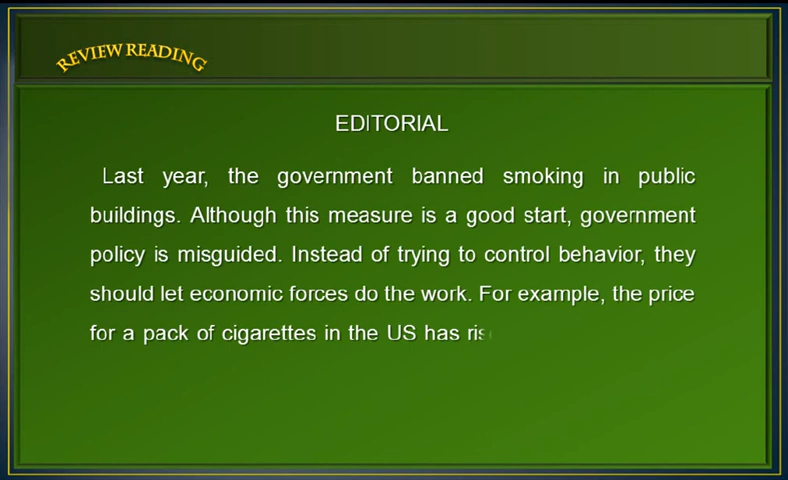 REVIEW READING
EDITORIAL
Last year, the government banned smoking in public
buildings. Although this measure is a good start, government
policy is misguided. Instead of trying to control behavior, they
should let economic forces do the work. For example, the price
for a pack of cigarettes in the US has